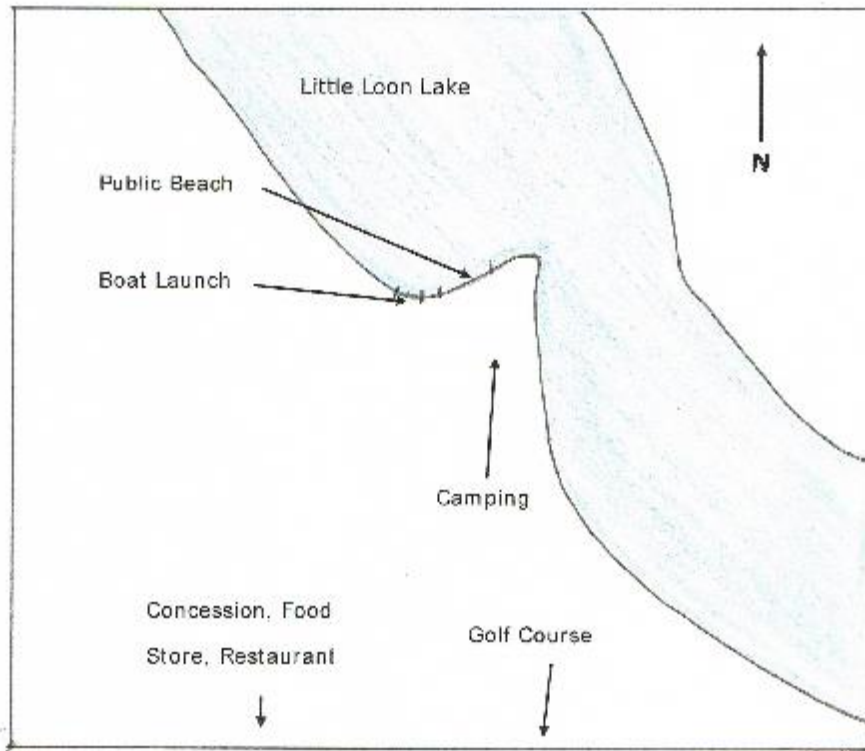 Little Loon Lake
N
Public Beach
Boat Launch
Camping
Concession, Food
Store, Restaurant
Golf Course